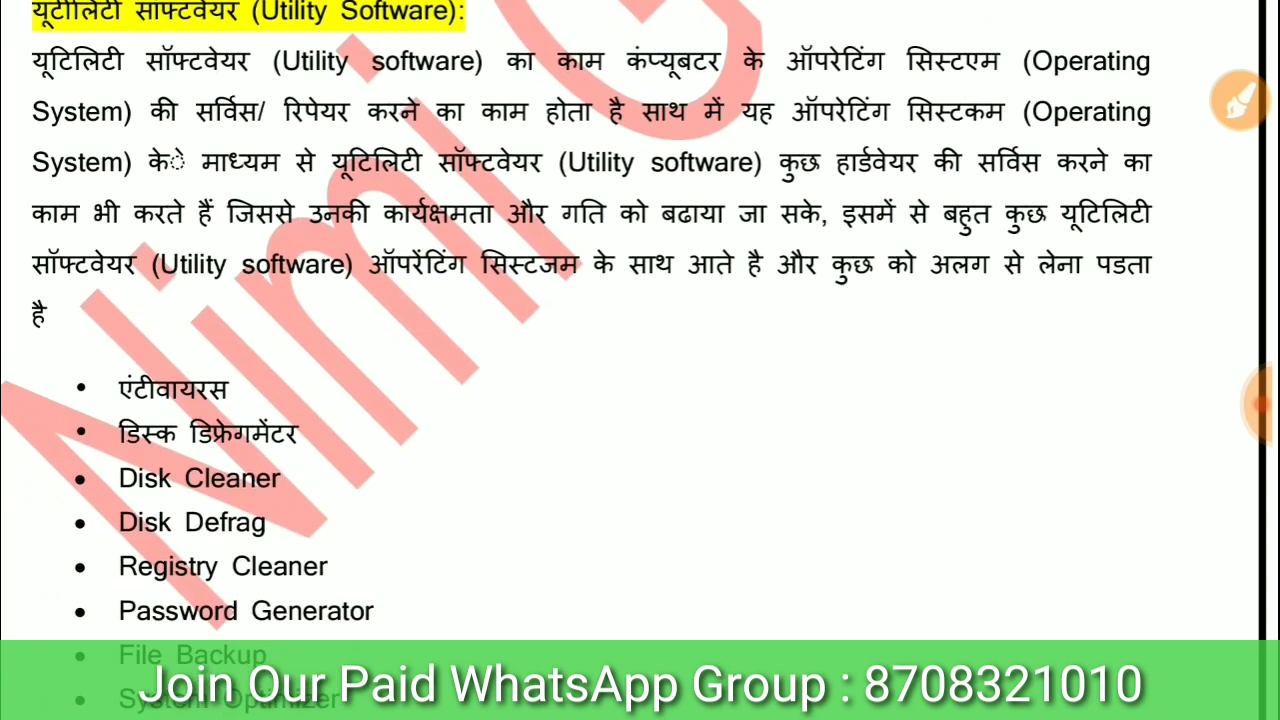 यूटीलिटी सॉफ्टवेयर (Utility Software):
यूटिलिटी सॉफ्टवेयर (Utility software) का काम कंप्यूबटर के ऑपरेटिंग सिस्टएम (Operating
System) की सर्विस/ रिपेयर करने का काम होता है साथ में यह ऑपरेटिंग सिस्टकम (Operating
System) केे माध्यम से यूटिलिटी सॉफ्टवेयर (Utility software) कुछ हार्डवेयर की सर्विस करने का
काम भी करते हैं जिससे उनकी कार्यक्षमता और गति को बढाया जा सके, इसमें से बहुत कुछ यूटिलिटी
सॉफ्टवेयर (Utility software) ऑपरेंटिंग सिस्टजम के साथ आते है और कुछ को अलग से लेना पडता
है
• एंटीवायरस
• डिस्क डिफ्रेगमेंटर
• Disk Cleaner
• Disk Defrag
• Registry Cleaner
• Password Generator
• File Backup
• System Optimizer
Join Our Paid WhatsApp Group : 8708321010